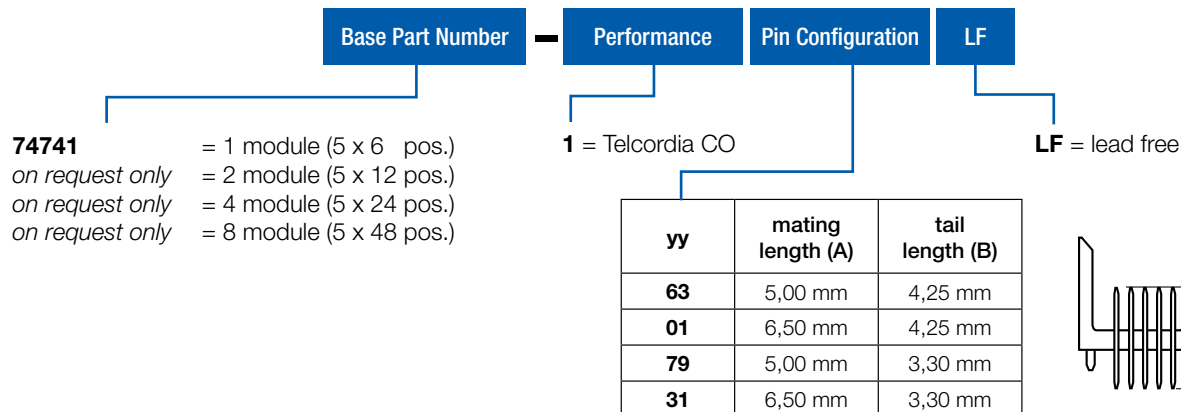 Base Part Number – Performance Pin Configuration LF
74741 = 1 module (5 x 6 pos.)
on request only = 2 module (5 x 12 pos.)
on request only = 4 module (5 x 24 pos.)
on request only = 8 module (5 x 48 pos.)
1 = Telcordia CO
LF = lead free
yy mating length (A) tail length (B)
63 5,00 mm 4,25 mm
01 6,50 mm 4,25 mm
79 5,00 mm 3,30 mm
31 6,50 mm 3,30 mm